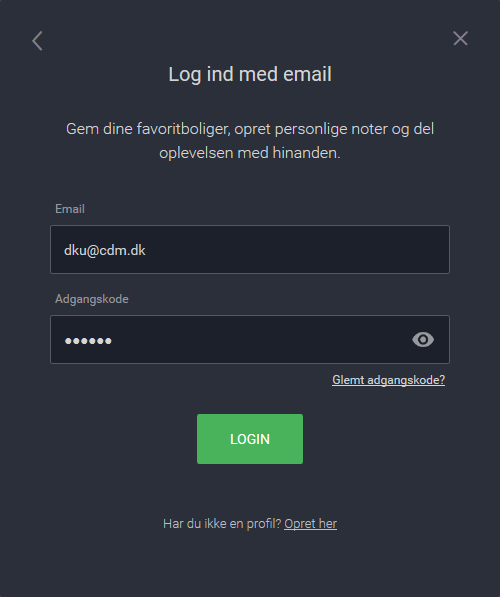 Log ind med email
Gem dine favoritboliger, opret personlige noter og del
oplevelsen med hinanden.
Email
dku@cdm.dk
Adgangskode
••••••
Glemt adgangskode?
LOGIN
Har du ikke en profil? Opret her